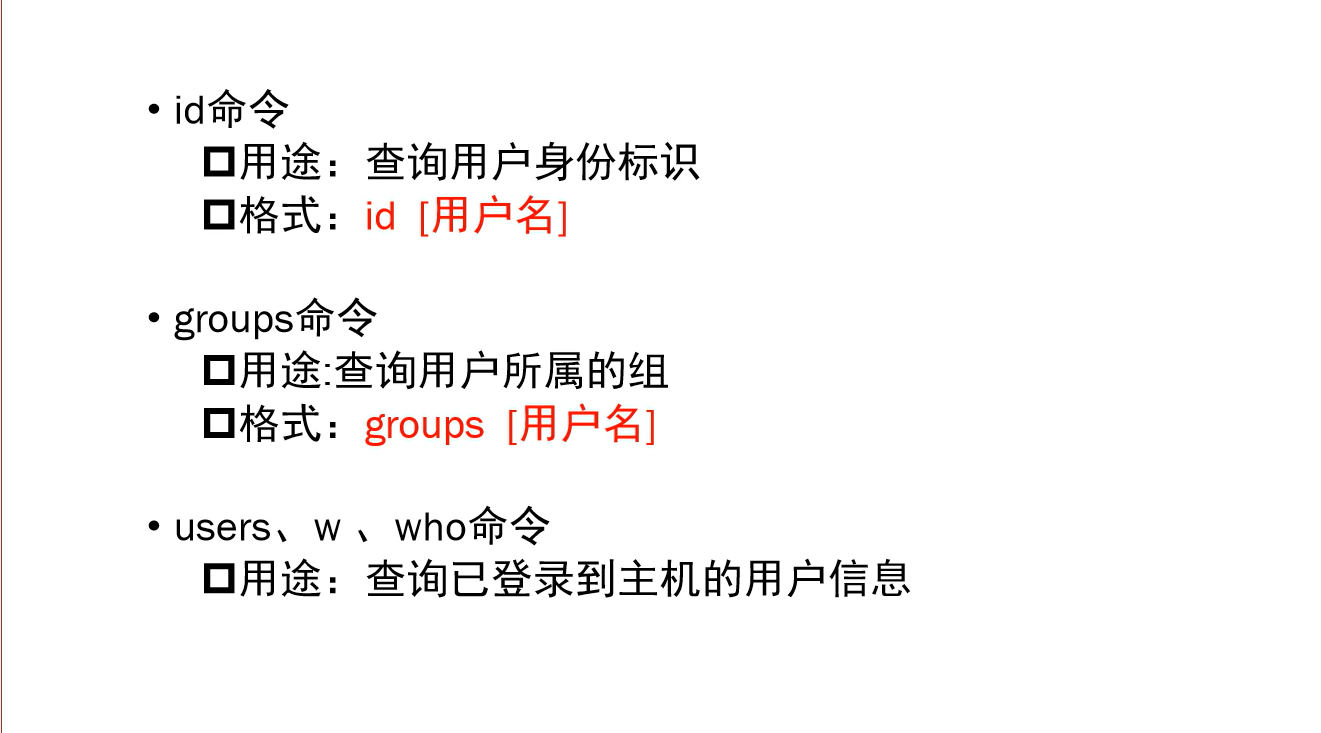 • id命令
用途：查询用户身份标识
格式：id [用户名]
• groups命令
用途:查询用户所属的组
格式：groups [用户名]
• users、w 、who命令
用途：查询已登录到主机的用户信息